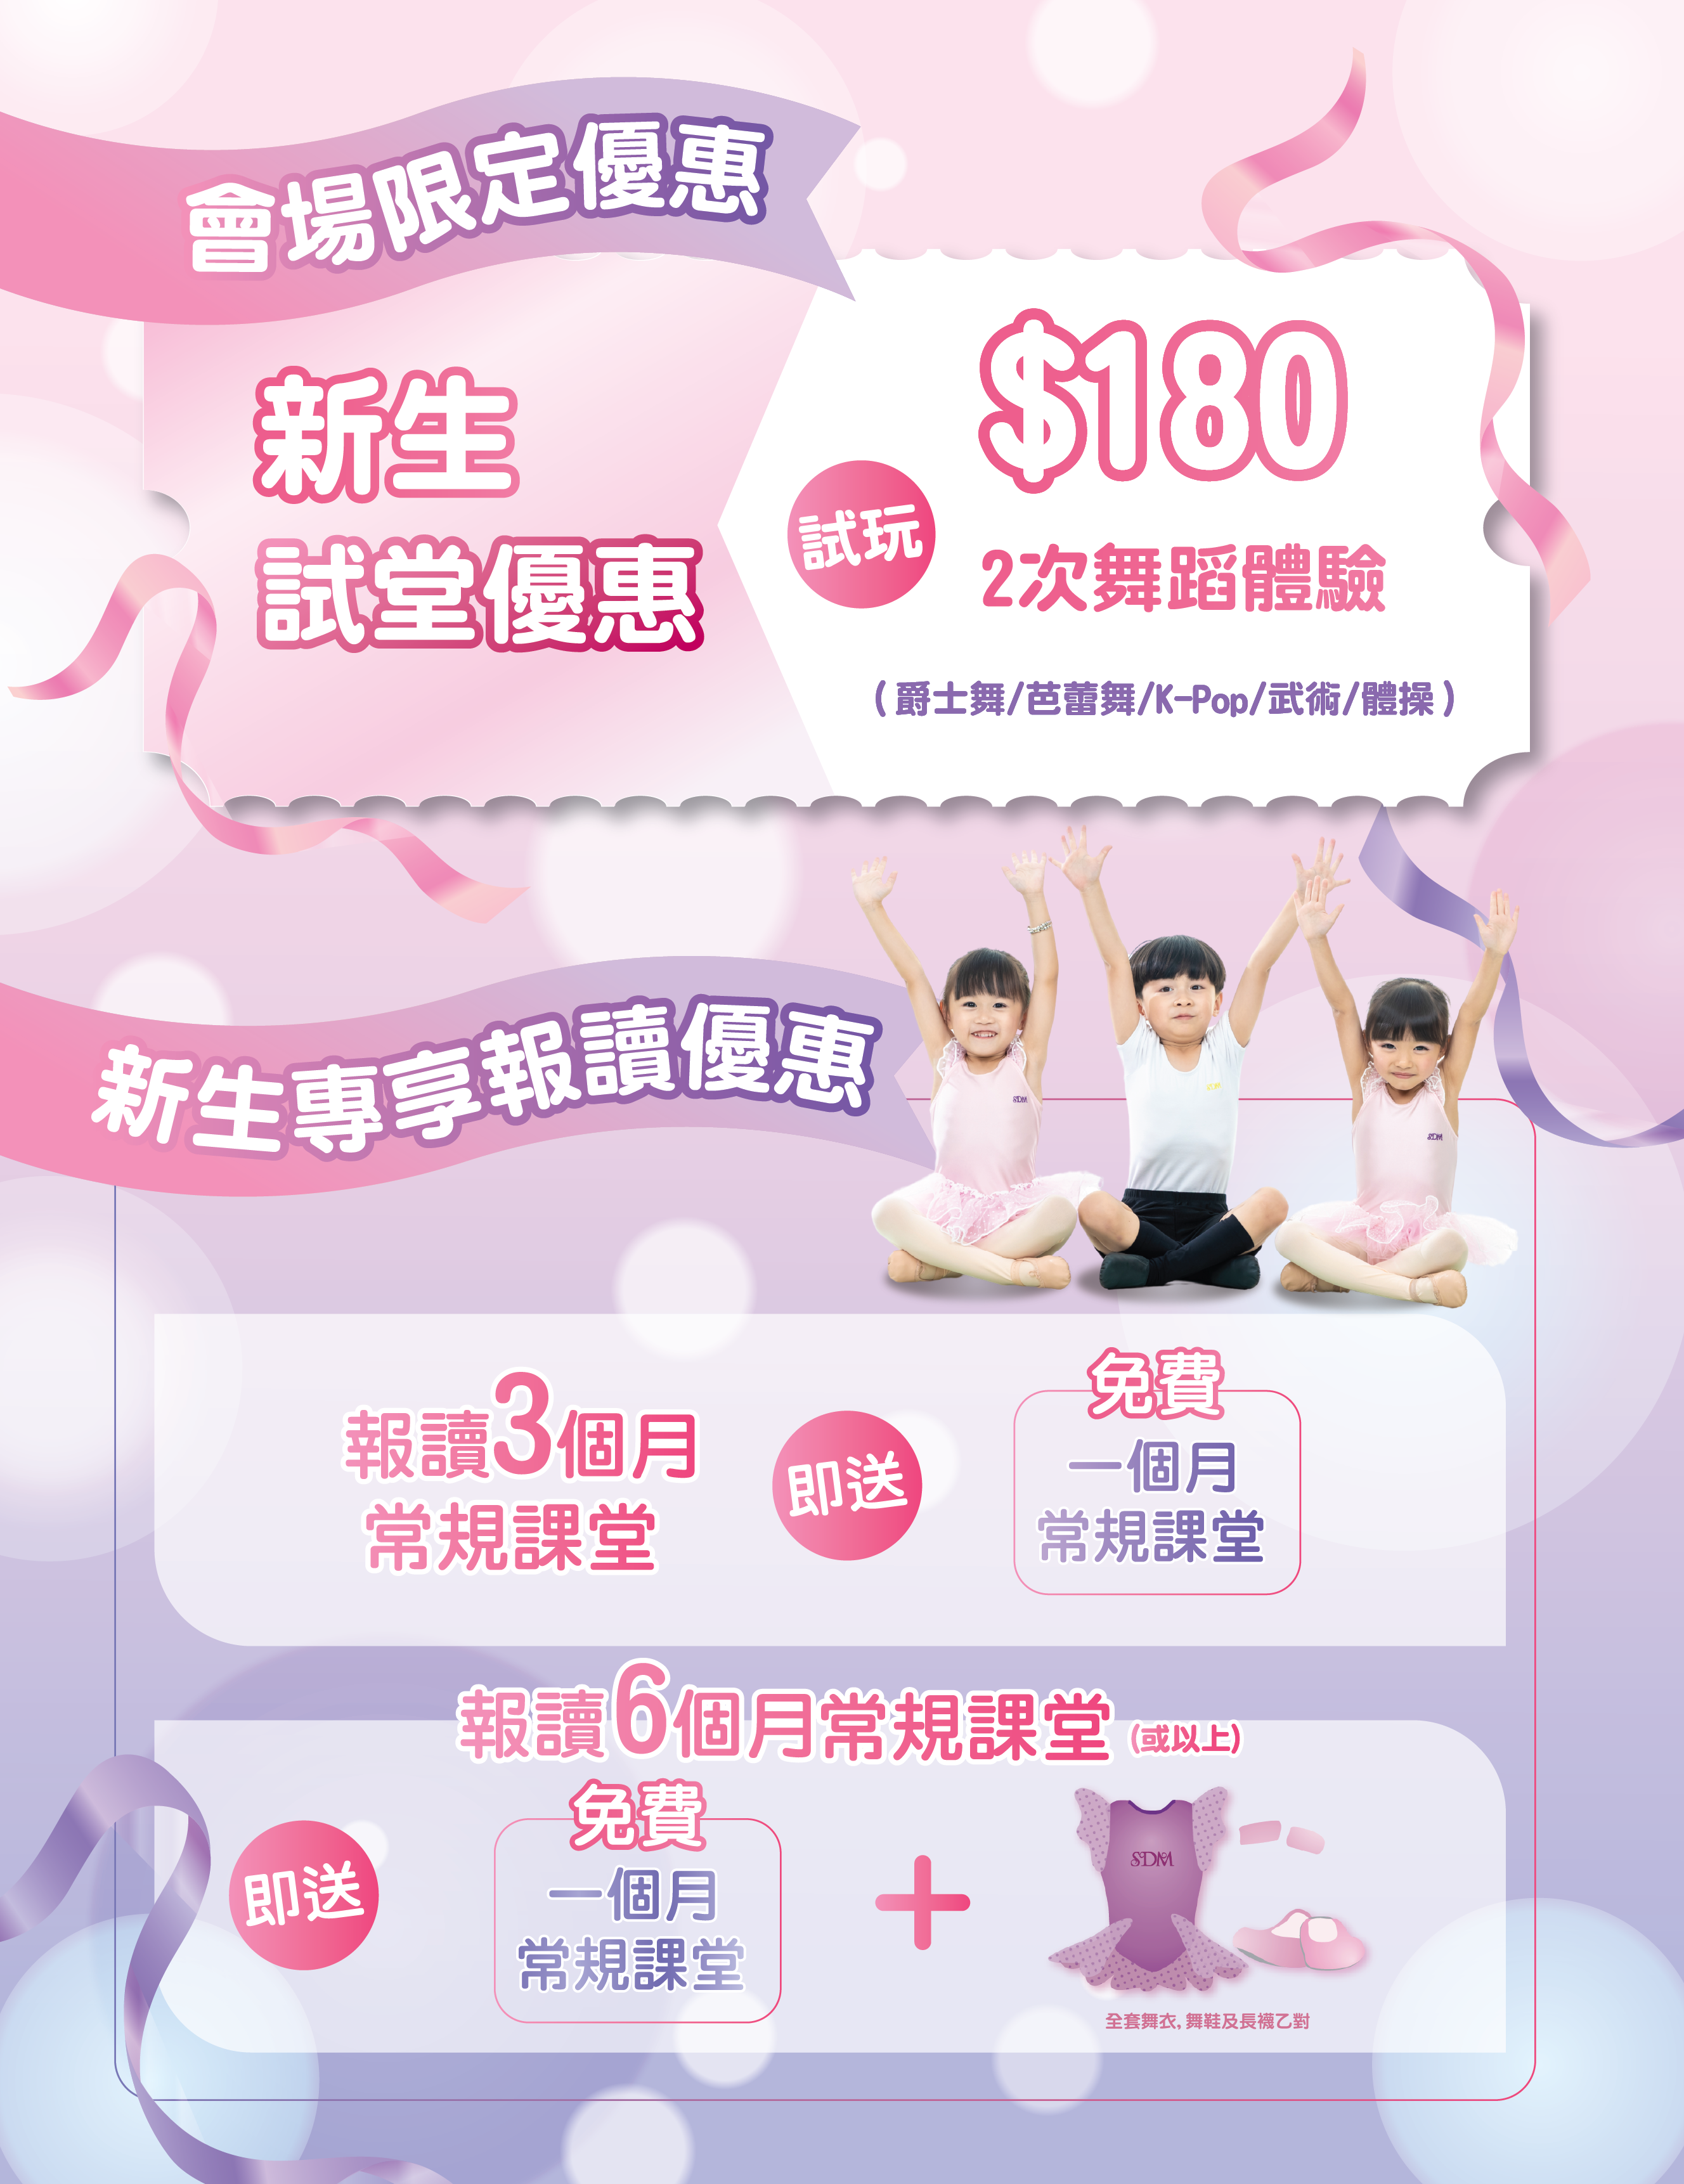 會場限定優惠
新生
試堂優惠
$180
試玩
2次舞蹈體驗
(爵士舞/芭蕾舞/K-Pop/武術/體操)
新生專享報讀優惠
SDM
SDM
SDM
報讀3個月
常規課堂
即送
免費
一個月
常規課堂
報讀6個月常規課堂(或以上)
即送
免費
一個月
常規課堂
+
SDM
全套舞衣, 舞鞋及長襪乙對